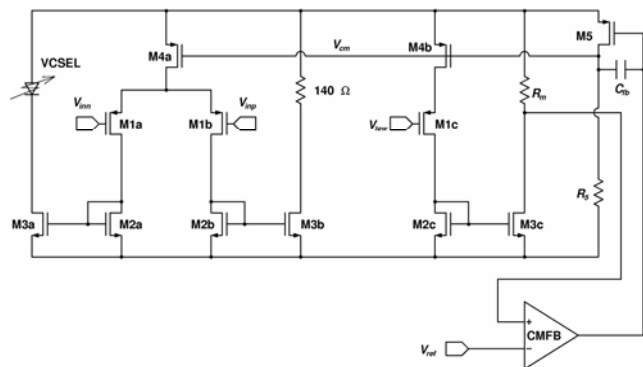 M4a
V_cm
M4b
M5
VCSEL
C_fb
140 Ω
R_m
V_inn
M1a
V_inp
M1b
V_low
M1c
R_5
M3a
M2a
M2b
M3b
M2c
M3c
+
CMFB
V_ref
−